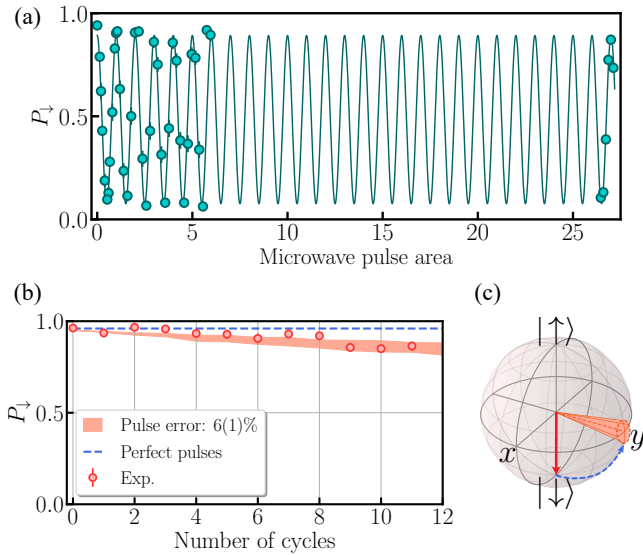 (a)
1.0
0.5
0.0
P↓
0 5 10 15 20 25
Microwave pulse area
(b)
1.0
0.5
0.0
P↓
Pulse error: 6(1)%
Perfect pulses
Exp.
0 2 4 6 8 10 12
Number of cycles
(c)
|↑⟩
x
y
|↓⟩